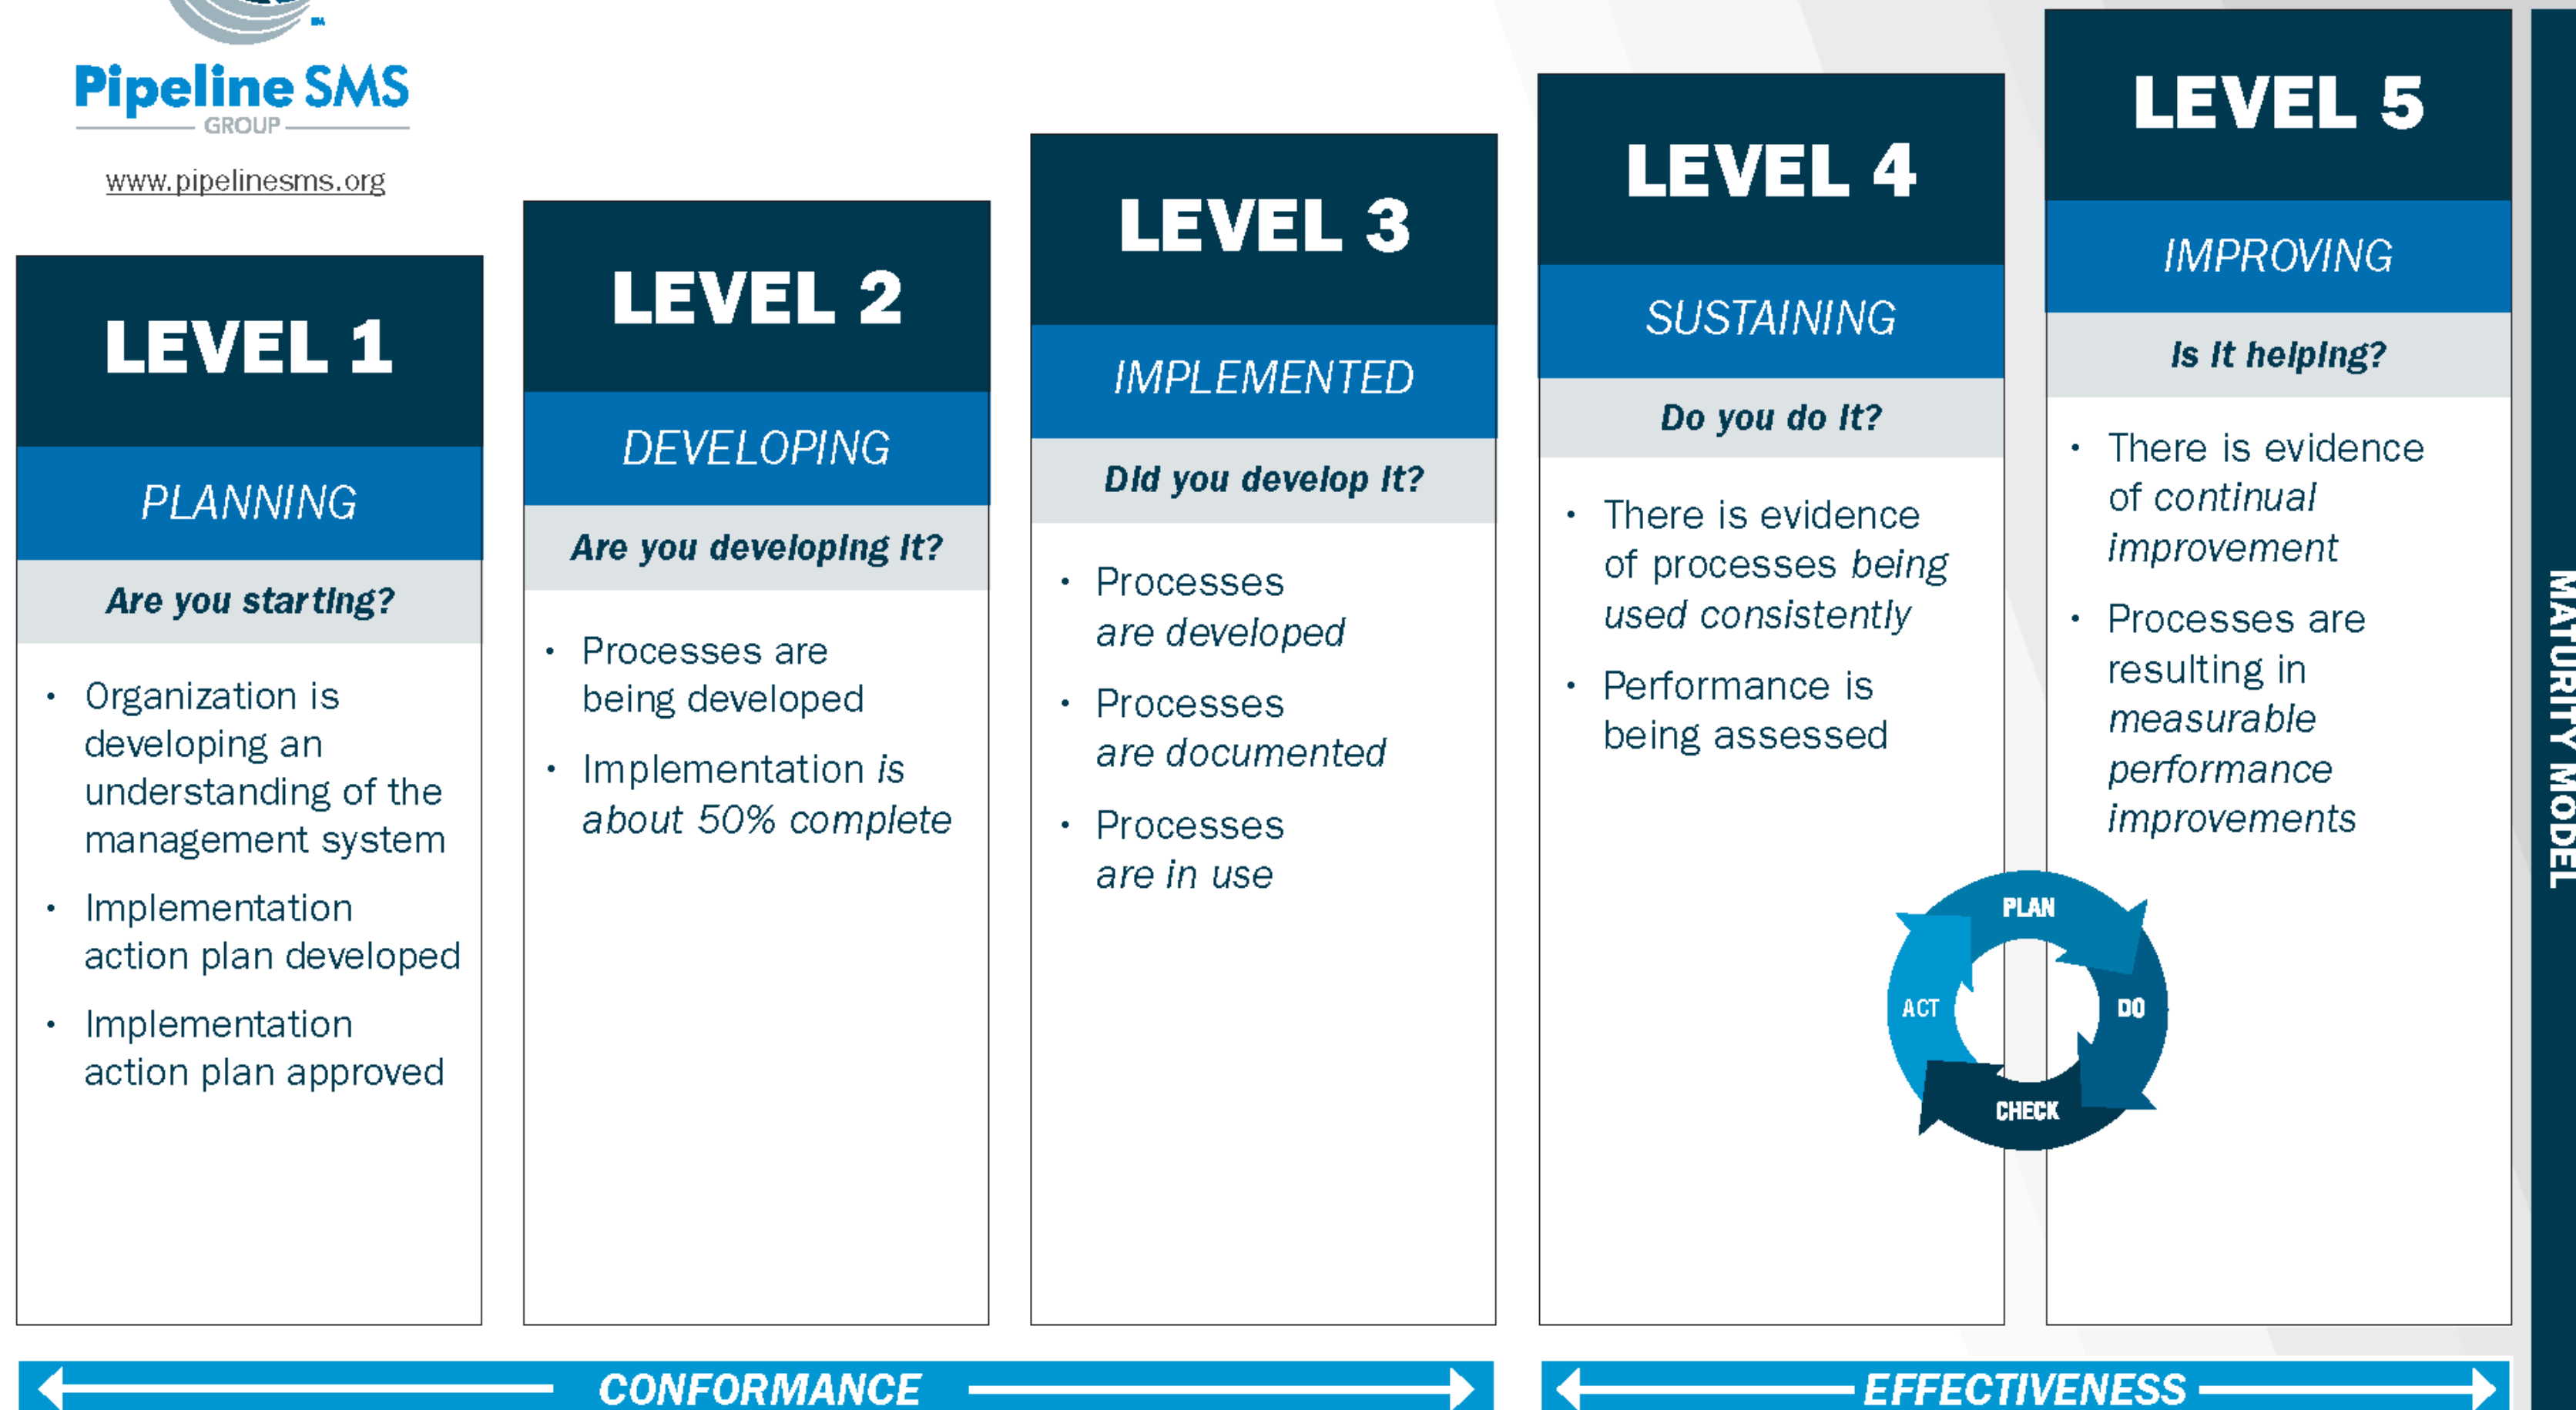 Pipeline SMS
GROUP
www.pipelinesms.org
LEVEL 1
PLANNING
Are you starting?
• Organization is
developing an
understanding of the
management system
• Implementation
action plan developed
• Implementation
action plan approved
LEVEL 2
DEVELOPING
Are you developing it?
• Processes are
being developed
• Implementation is
about 50% complete
LEVEL 3
IMPLEMENTED
Did you develop it?
• Processes
are developed
• Processes
are documented
• Processes
are in use
LEVEL 4
SUSTAINING
Do you do it?
• There is evidence
of processes being
used consistently
• Performance is
being assessed
LEVEL 5
IMPROVING
Is it helping?
• There is evidence
of continual
improvement
• Processes are
resulting in
measurable
performance
improvements
PLAN
DO
CHECK
ACT
CONFORMANCE
EFFECTIVENESS
MATURITY MODEL